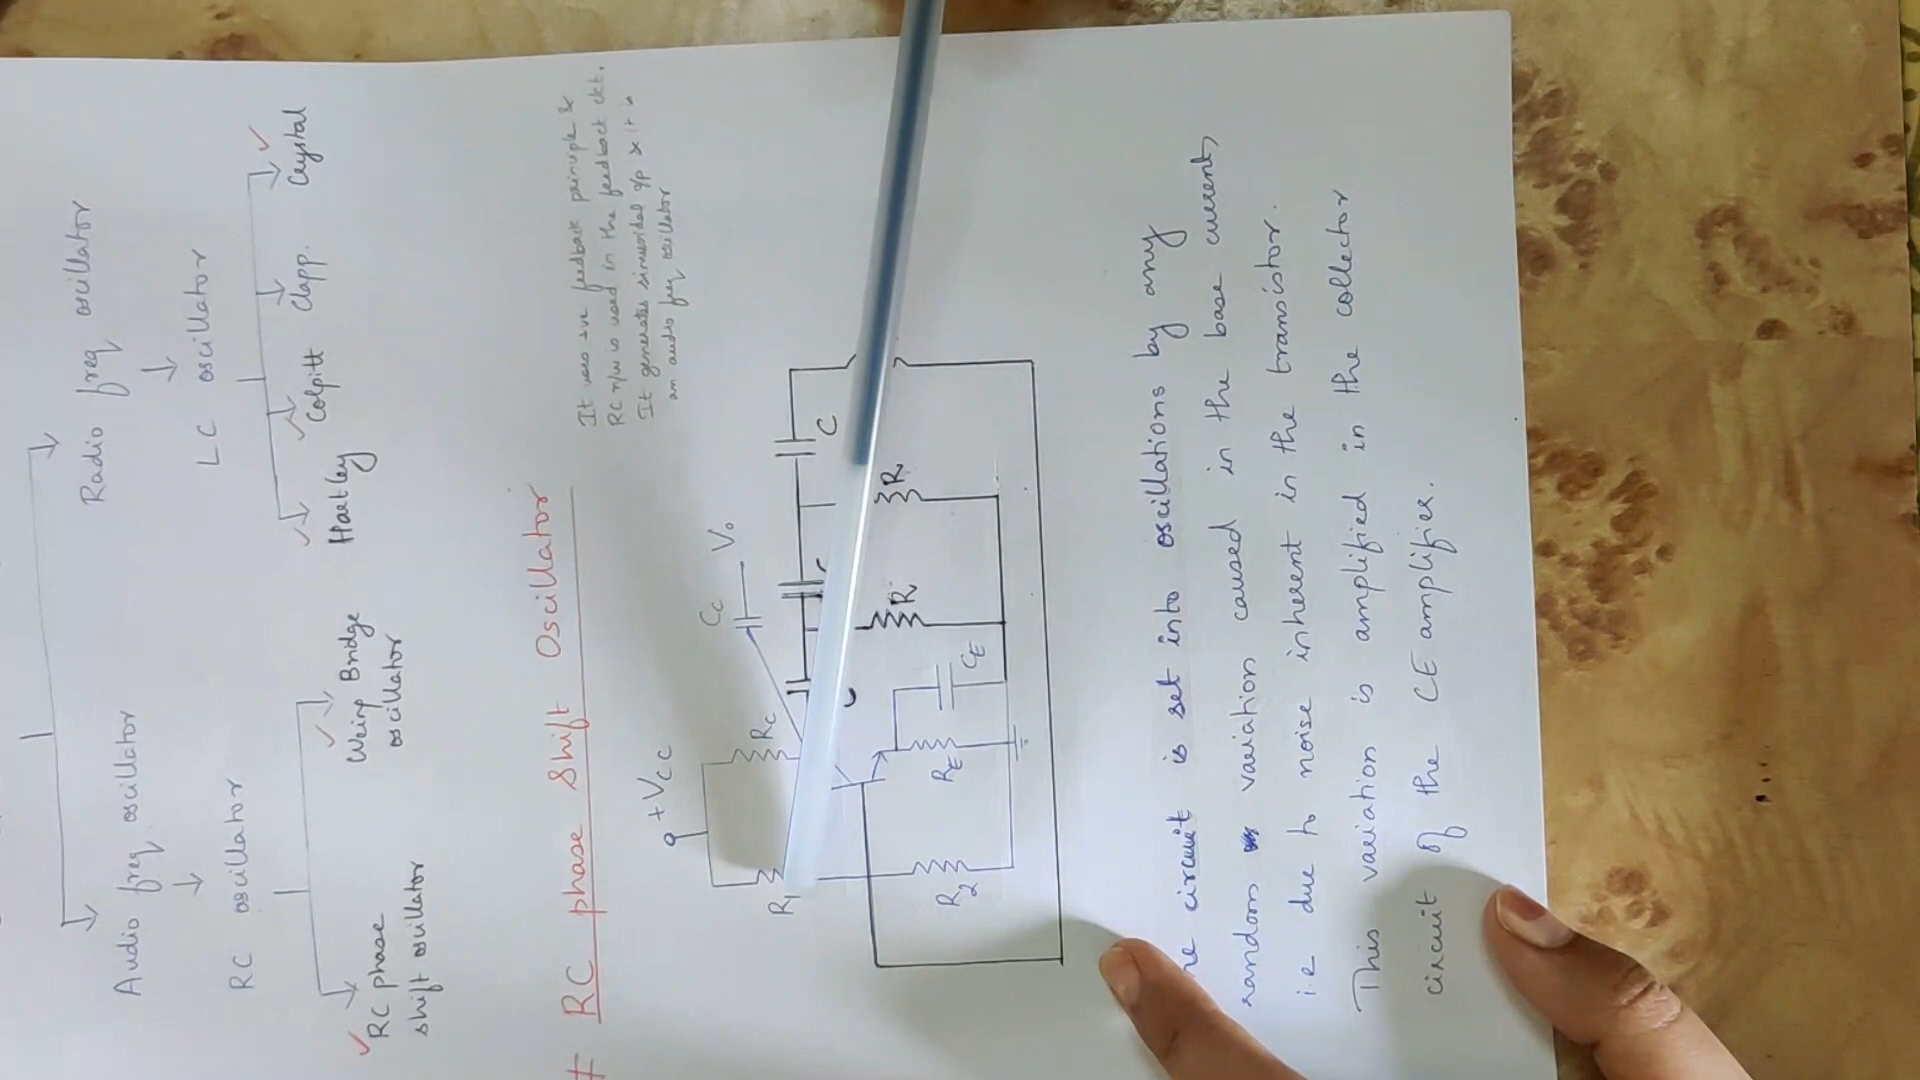 Radio freq oscillator
LC oscillator
Hartley
Colpitt
Clapp.
Crystal
Audio freq oscillator
RC oscillator
RC phase
shift oscillator
Weinp Bridge
oscillator
# RC phase shift Oscillator
It uses +ve feedback painciple &
RC n/w is used in the feedback ckt.
It generates sinusoidal o/p & it is
an audio freq oscillator
+Vcc
R1
Rc
Cc
Vo
C
C
R
R
RE
CE
R2
circuit is set into oscillations by any
random variation caused in the base current,
i.e due to noise inherent in the transistor.
This variation is amplified in the collector
circuit of the CE amplifier.